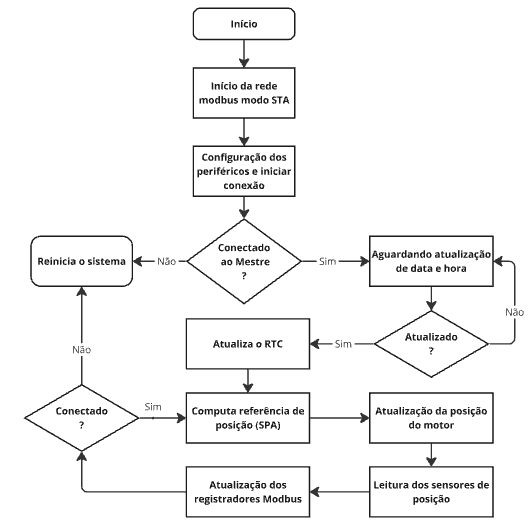 Início
Início da rede
modbus modo STA
Configuração dos
periféricos e iniciar
conexão
Conectado
ao Mestre
?
Não
Reinicia o sistema
Sim
Aguardando atualização
de data e hora
Não
Atualizado
?
Sim
Atualiza o RTC
Não
Conectado
?
Sim
Computa referência de
posição (SPA)
Atualização da posição
do motor
Atualização dos
registradores Modbus
Leitura dos sensores de
posição